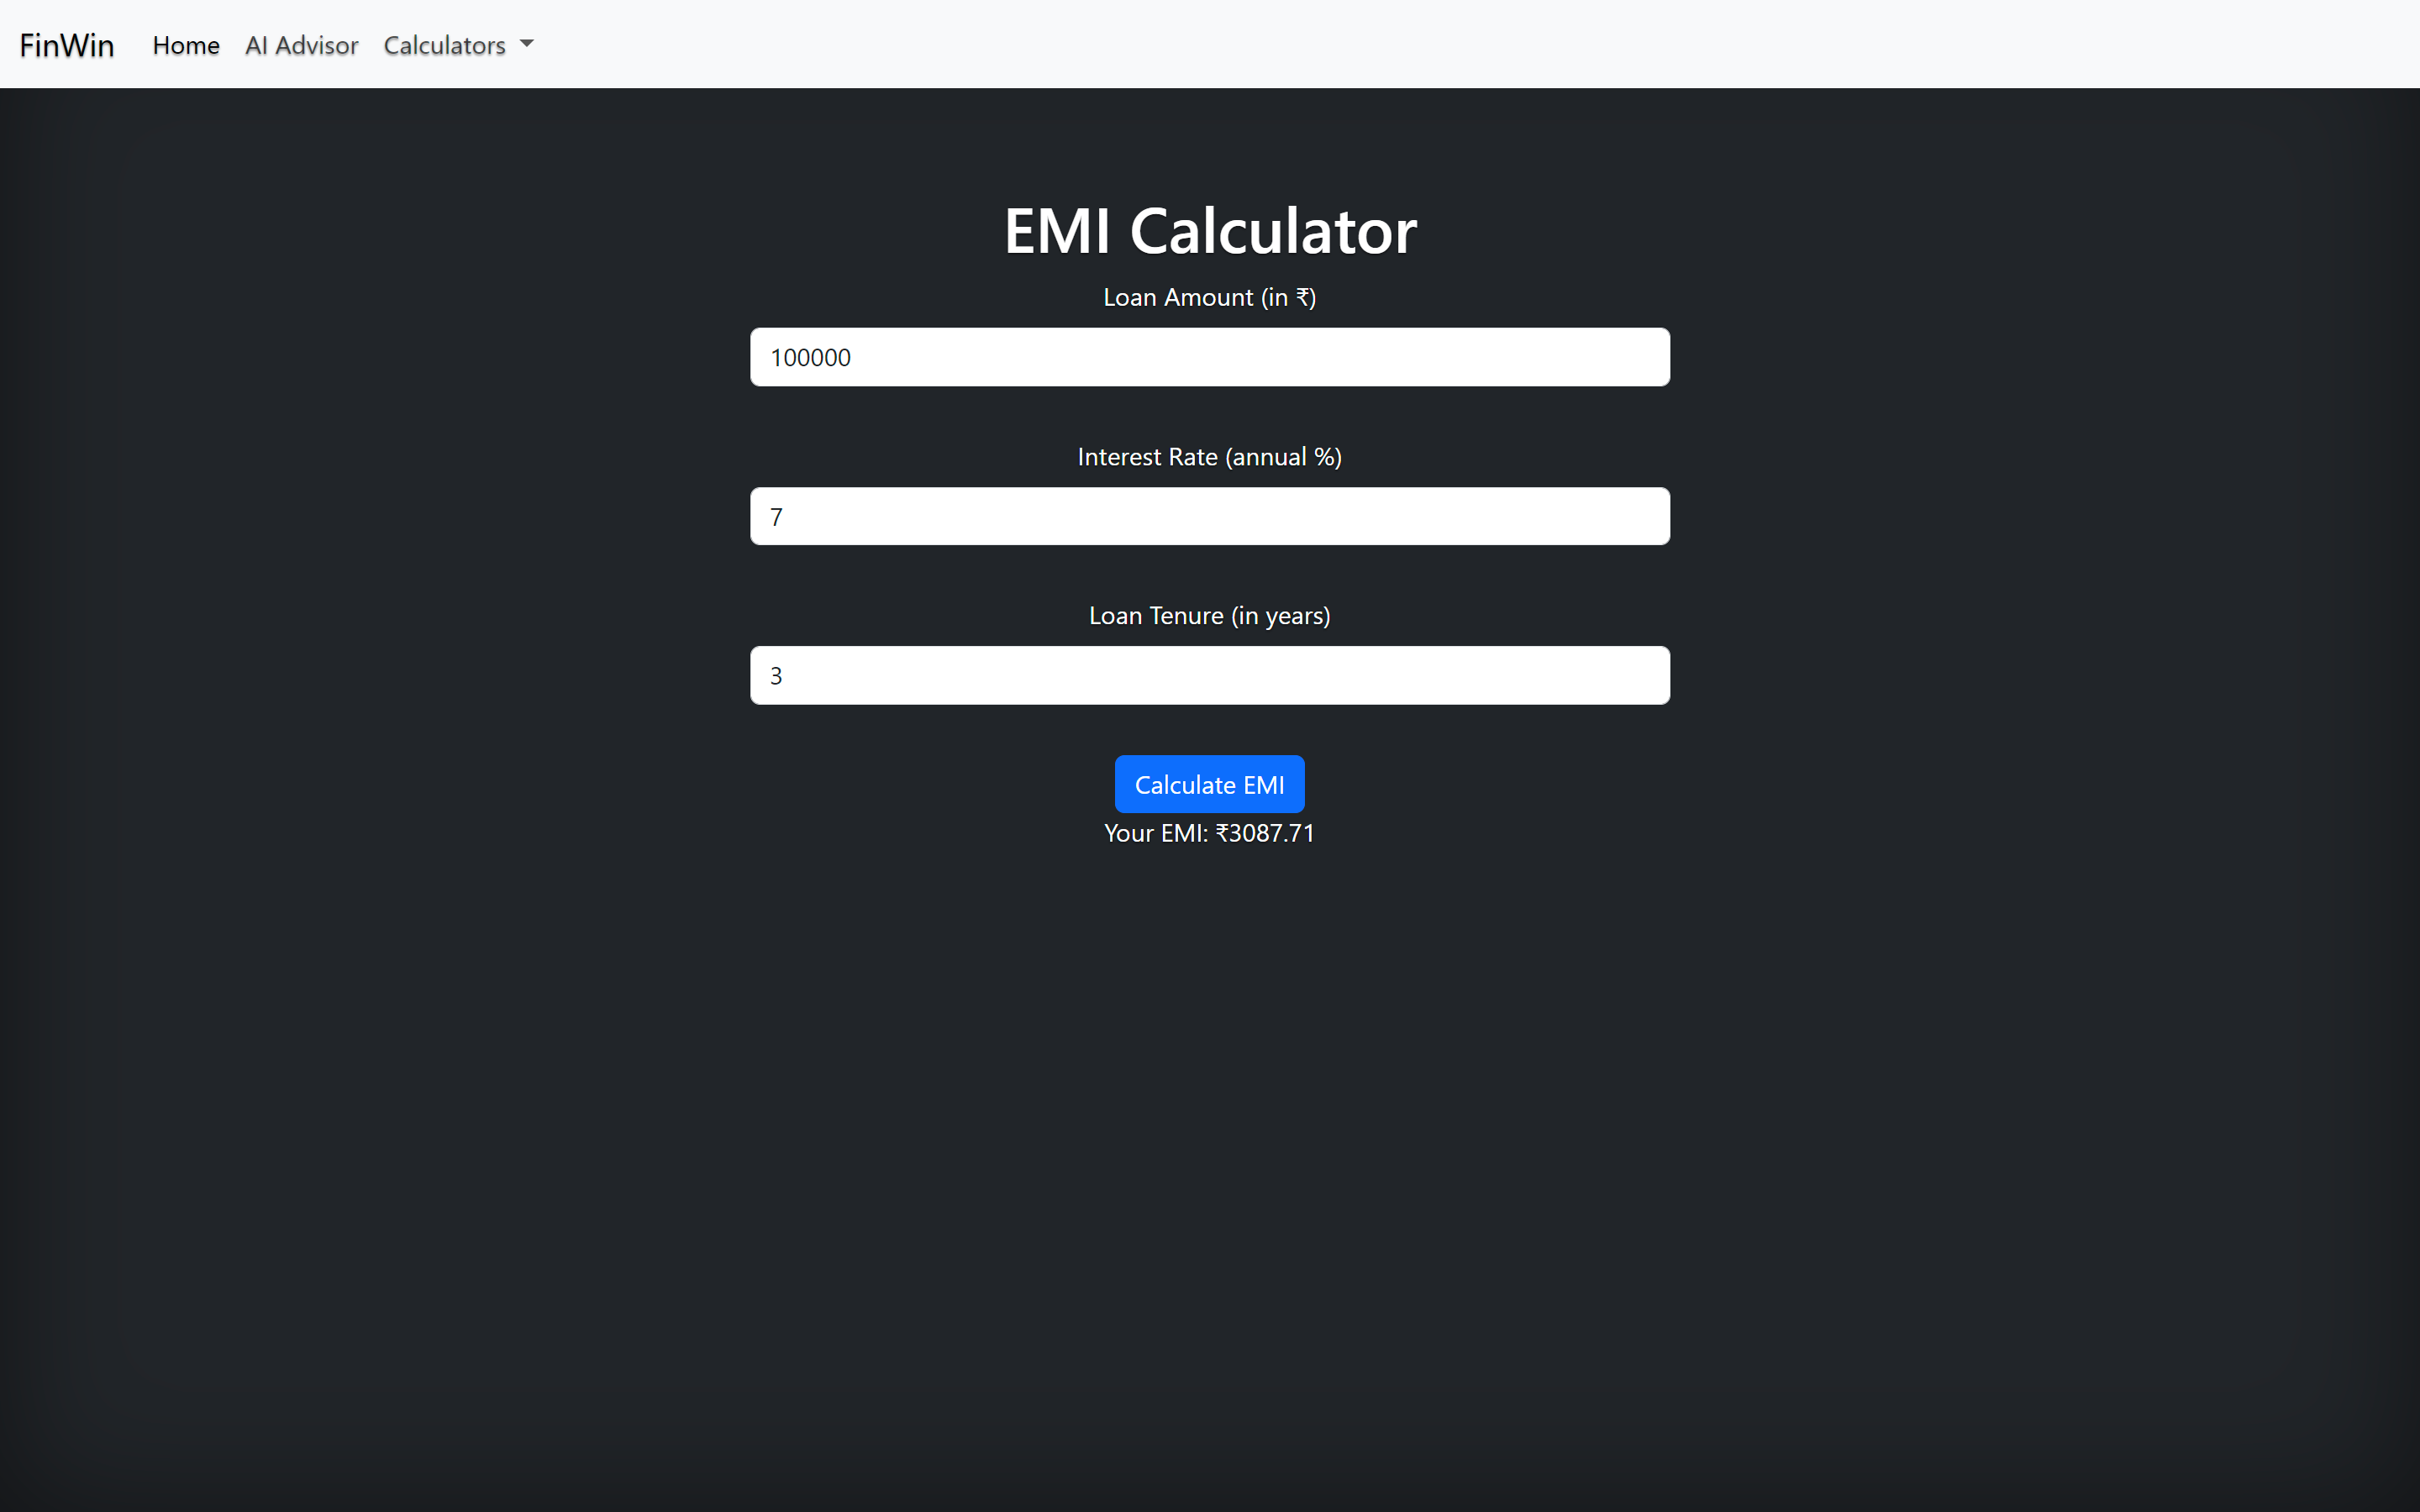 FinWin Home AI Advisor Calculators
EMI Calculator
Loan Amount (in ₹)
100000
Interest Rate (annual %)
7
Loan Tenure (in years)
3
Calculate EMI
Your EMI: ₹3087.71